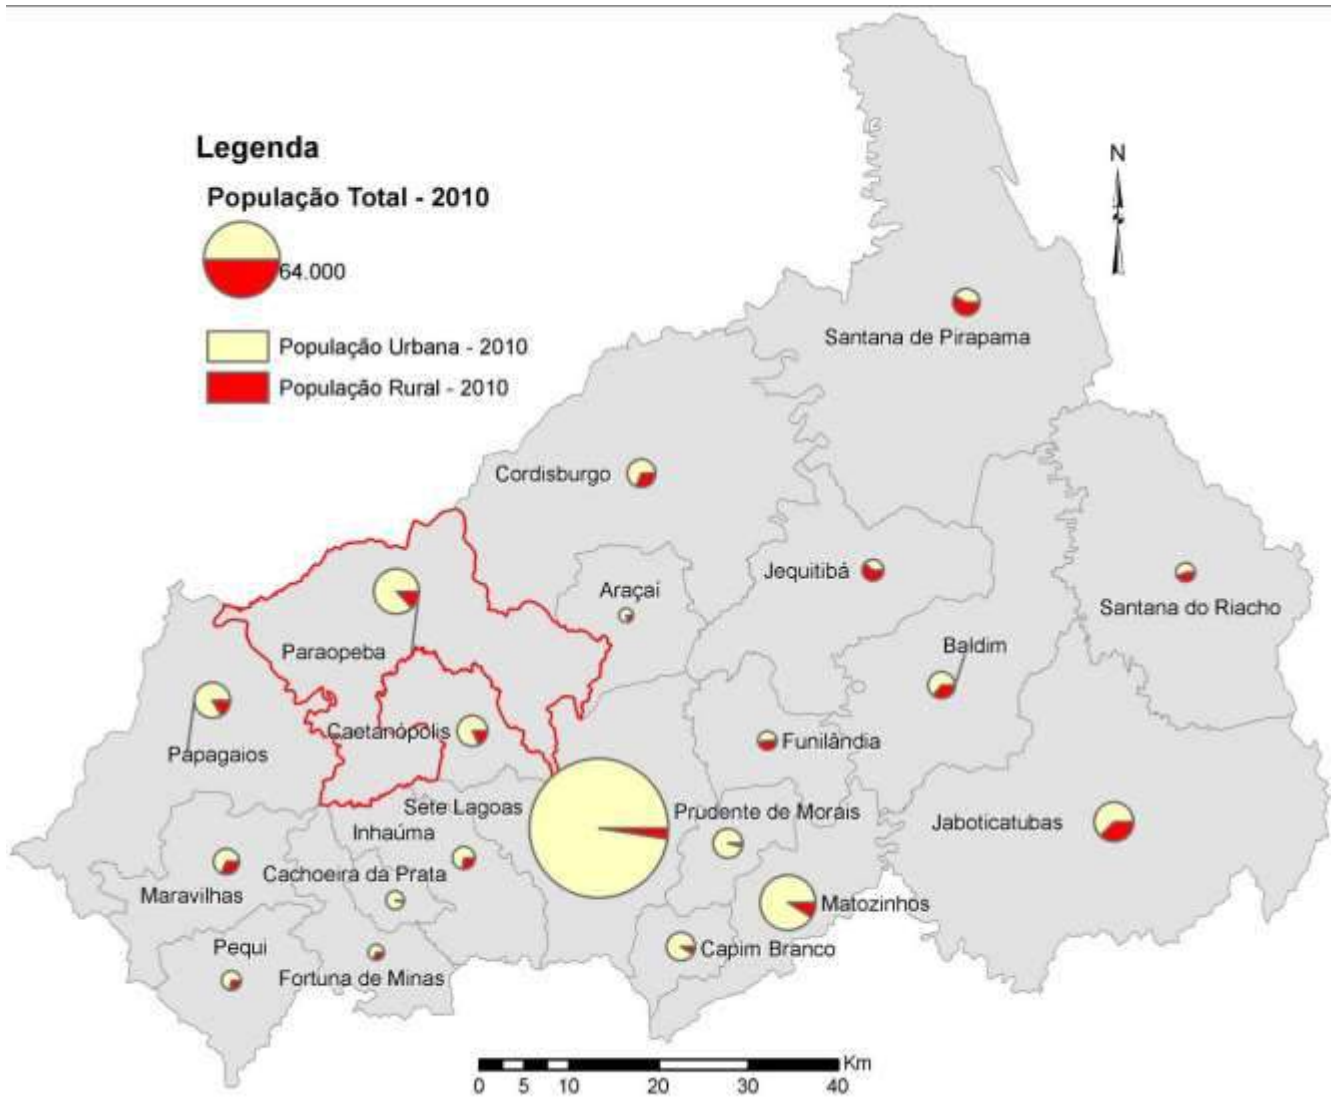 Legenda
População Total - 2010
64.000
População Urbana - 2010
População Rural - 2010
N
Santana de Pirapama
Cordisburgo
Jequitibá
Araçaí
Santana do Riacho
Paraopeba
Baldim
Caetanópolis
Papagaios
Funilândia
Sete Lagoas
Prudente de Morais
Inhaúma
Jaboticatubas
Cachoeira da Prata
Maravilhas
Matozinhos
Pequi
Capim Branco
Fortuna de Minas
Km
0 5 10 20 30 40